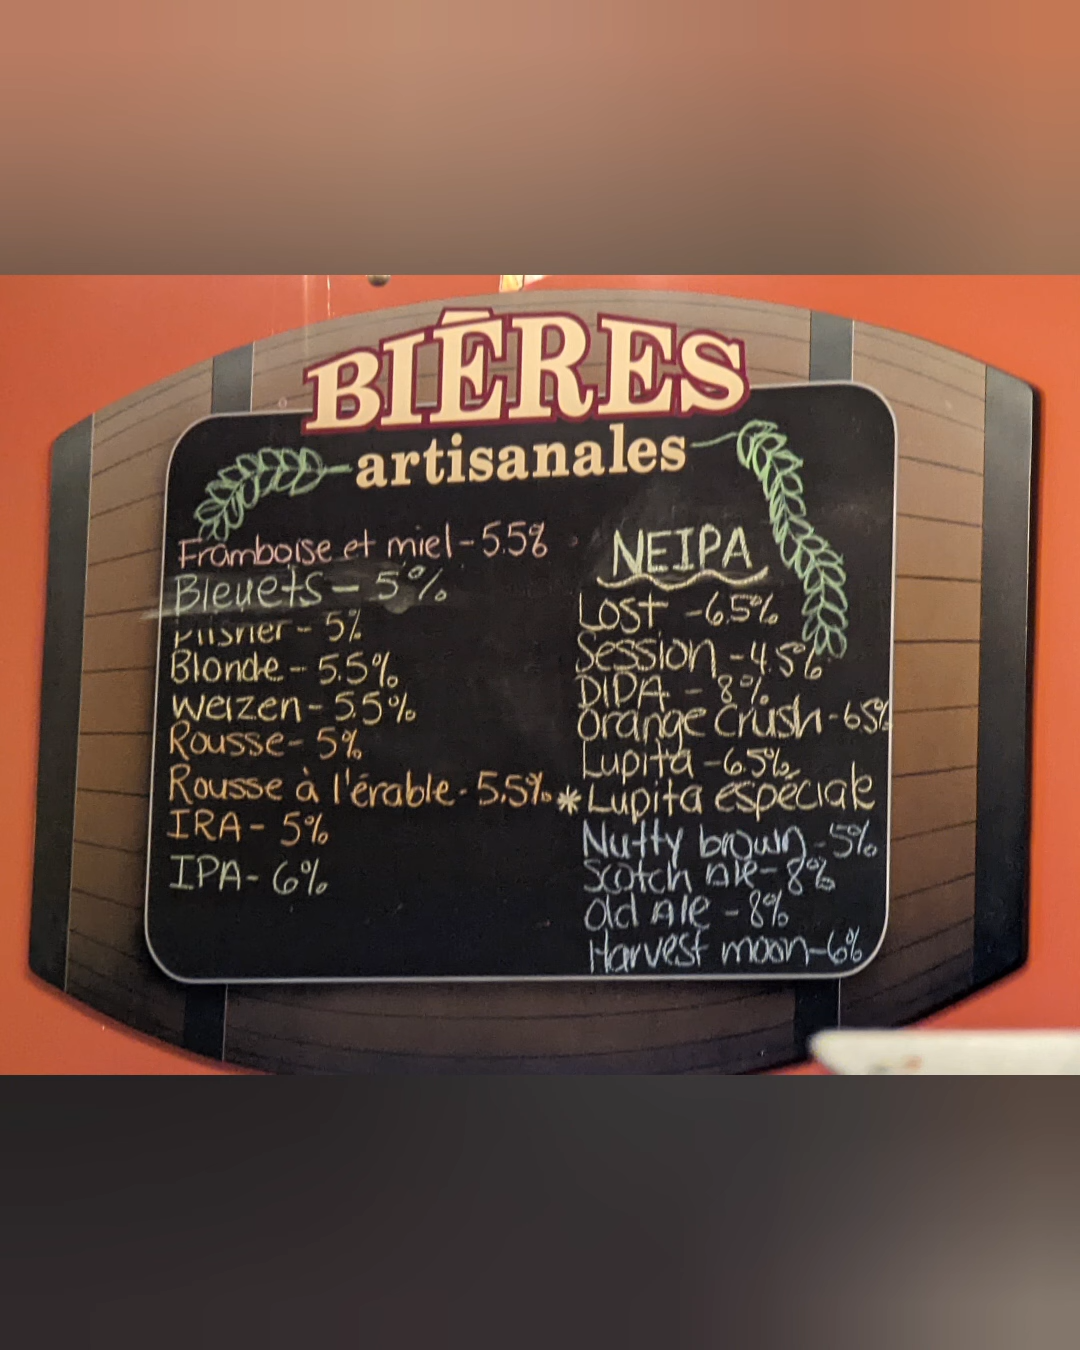 BIÈRES
artisanales
Framboise et miel - 5.5%
Bleuets - 5%
Pilsner - 5%
Blonde - 5.5%
Weizen - 5.5%
Rousse - 5%
Rousse à l'érable - 5.5%
IRA - 5%
IPA - 6%
NEIPA
Lost - 6.5%
Session - 4.5%
DIPA - 8%
Orange Crush - 6.5%
Lupita - 6.5%
* Lupita espéciale
Nutty brown - 5%
Scotch Ale - 8%
Old Ale - 8%
Harvest moon - 6%